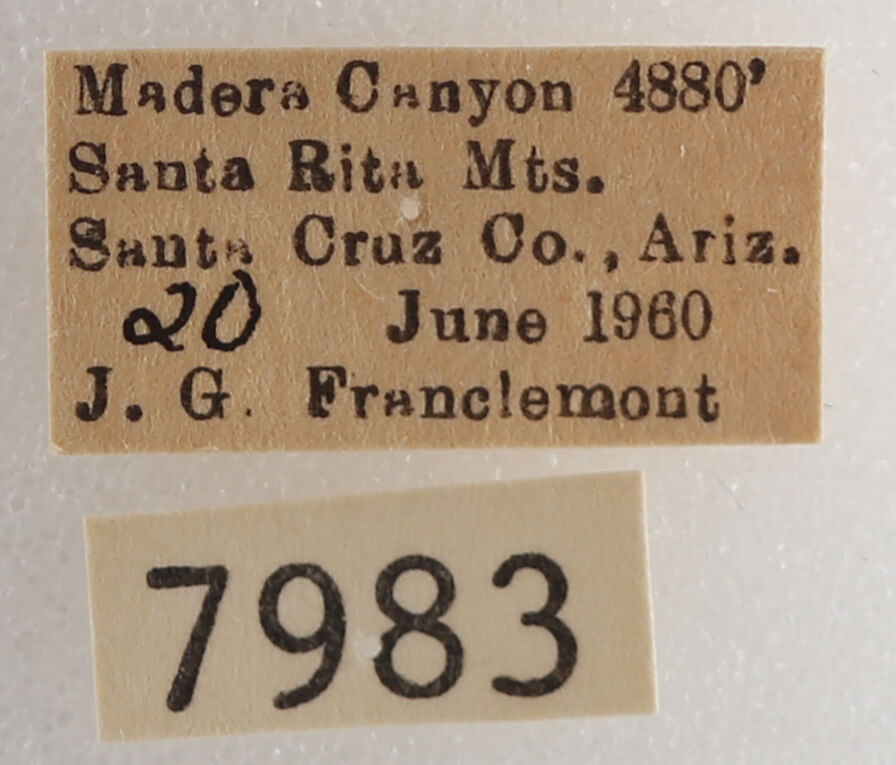 Madera Canyon 4880'
Santa Rita Mts.
Santa Cruz Co., Ariz.
20 June 1960
J. G. Franclemont
7983